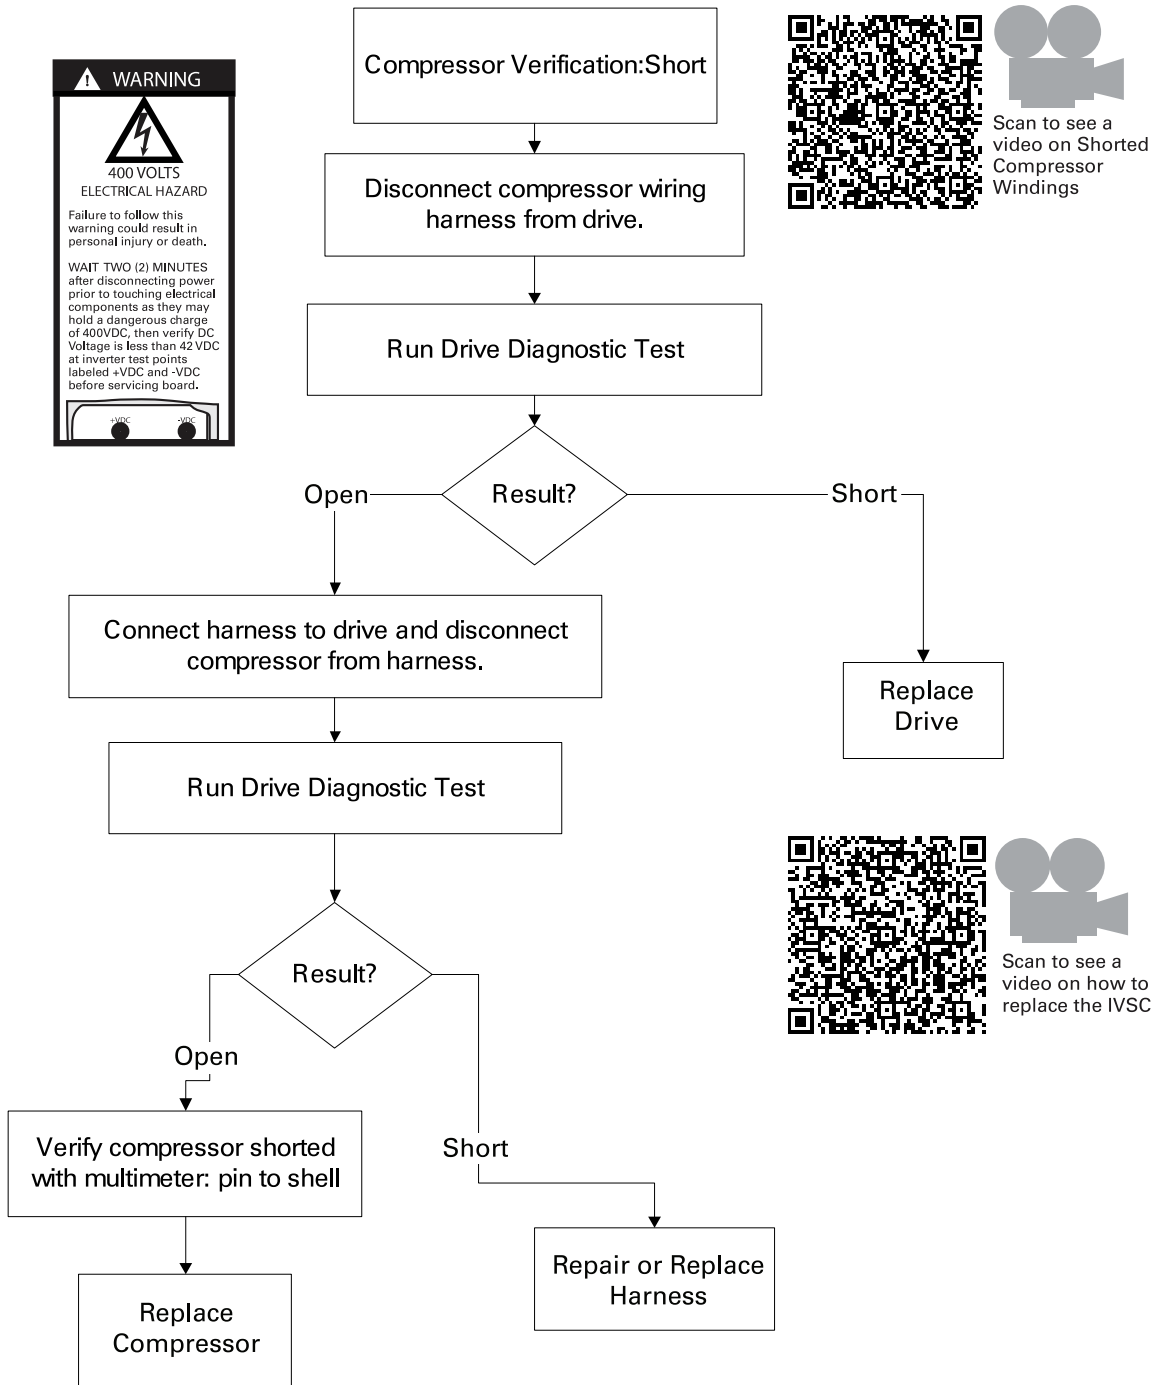 Compressor Verification:Short
WARNING
400 VOLTS
ELECTRICAL HAZARD
Failure to follow this
warning could result in
personal injury or death.
WAIT TWO (2) MINUTES
after disconnecting power
prior to touching electrical
components as they may
hold a dangerous charge
of 400VDC, then verify DC
Voltage is less than 42 VDC
at inverter test points
labeled +VDC and -VDC
before servicing board.
+VDC
-VDC
Scan to see a
video on Shorted
Compressor
Windings
Disconnect compressor wiring
harness from drive.
Run Drive Diagnostic Test
Result?
Open
Short
Connect harness to drive and disconnect
compressor from harness.
Replace
Drive
Run Drive Diagnostic Test
Result?
Open
Short
Scan to see a
video on how to
replace the IVSC
Verify compressor shorted
with multimeter: pin to shell
Repair or Replace
Harness
Replace
Compressor